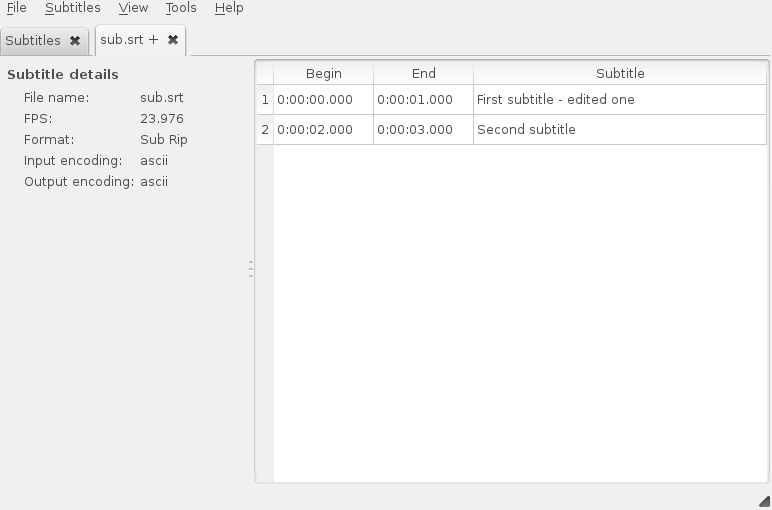 File Subtitles View Tools Help
Subtitles ✖ sub.srt + ✖
Subtitle details
File name: sub.srt
FPS: 23.976
Format: Sub Rip
Input encoding: ascii
Output encoding: ascii
Begin End Subtitle
1 0:00:00.000 0:00:01.000 First subtitle - edited one
2 0:00:02.000 0:00:03.000 Second subtitle